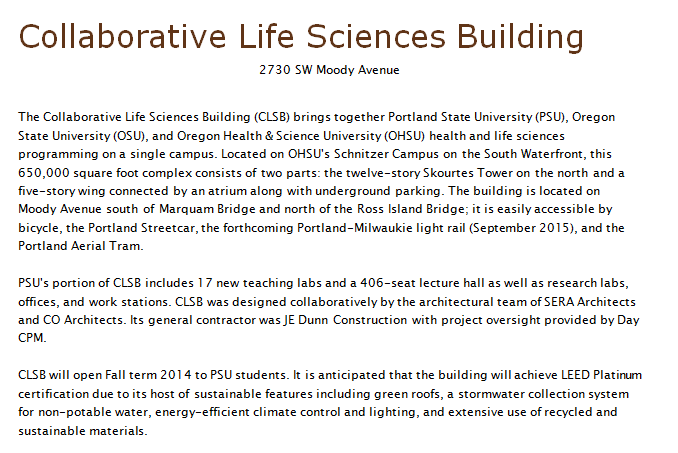 Collaborative Life Sciences Building
2730 SW Moody Avenue
The Collaborative Life Sciences Building (CLSB) brings together Portland State University (PSU), Oregon
State University (OSU), and Oregon Health & Science University (OHSU) health and life sciences
programming on a single campus. Located on OHSU's Schnitzer Campus on the South Waterfront, this
650,000 square foot complex consists of two parts: the twelve-story Skourtes Tower on the north and a
five-story wing connected by an atrium along with underground parking. The building is located on
Moody Avenue south of Marquam Bridge and north of the Ross Island Bridge; it is easily accessible by
bicycle, the Portland Streetcar, the forthcoming Portland-Milwaukie light rail (September 2015), and the
Portland Aerial Tram.
PSU's portion of CLSB includes 17 new teaching labs and a 406-seat lecture hall as well as research labs,
offices, and work stations. CLSB was designed collaboratively by the architectural team of SERA Architects
and CO Architects. Its general contractor was JE Dunn Construction with project oversight provided by Day
CPM.
CLSB will open Fall term 2014 to PSU students. It is anticipated that the building will achieve LEED Platinum
certification due to its host of sustainable features including green roofs, a stormwater collection system
for non-potable water, energy-efficient climate control and lighting, and extensive use of recycled and
sustainable materials.